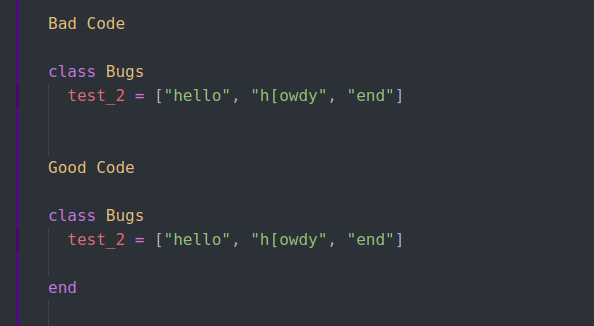 Bad Code
class Bugs
  test_2 = ["hello", "h[owdy", "end"]
Good Code
class Bugs
  test_2 = ["hello", "h[owdy", "end"]
end